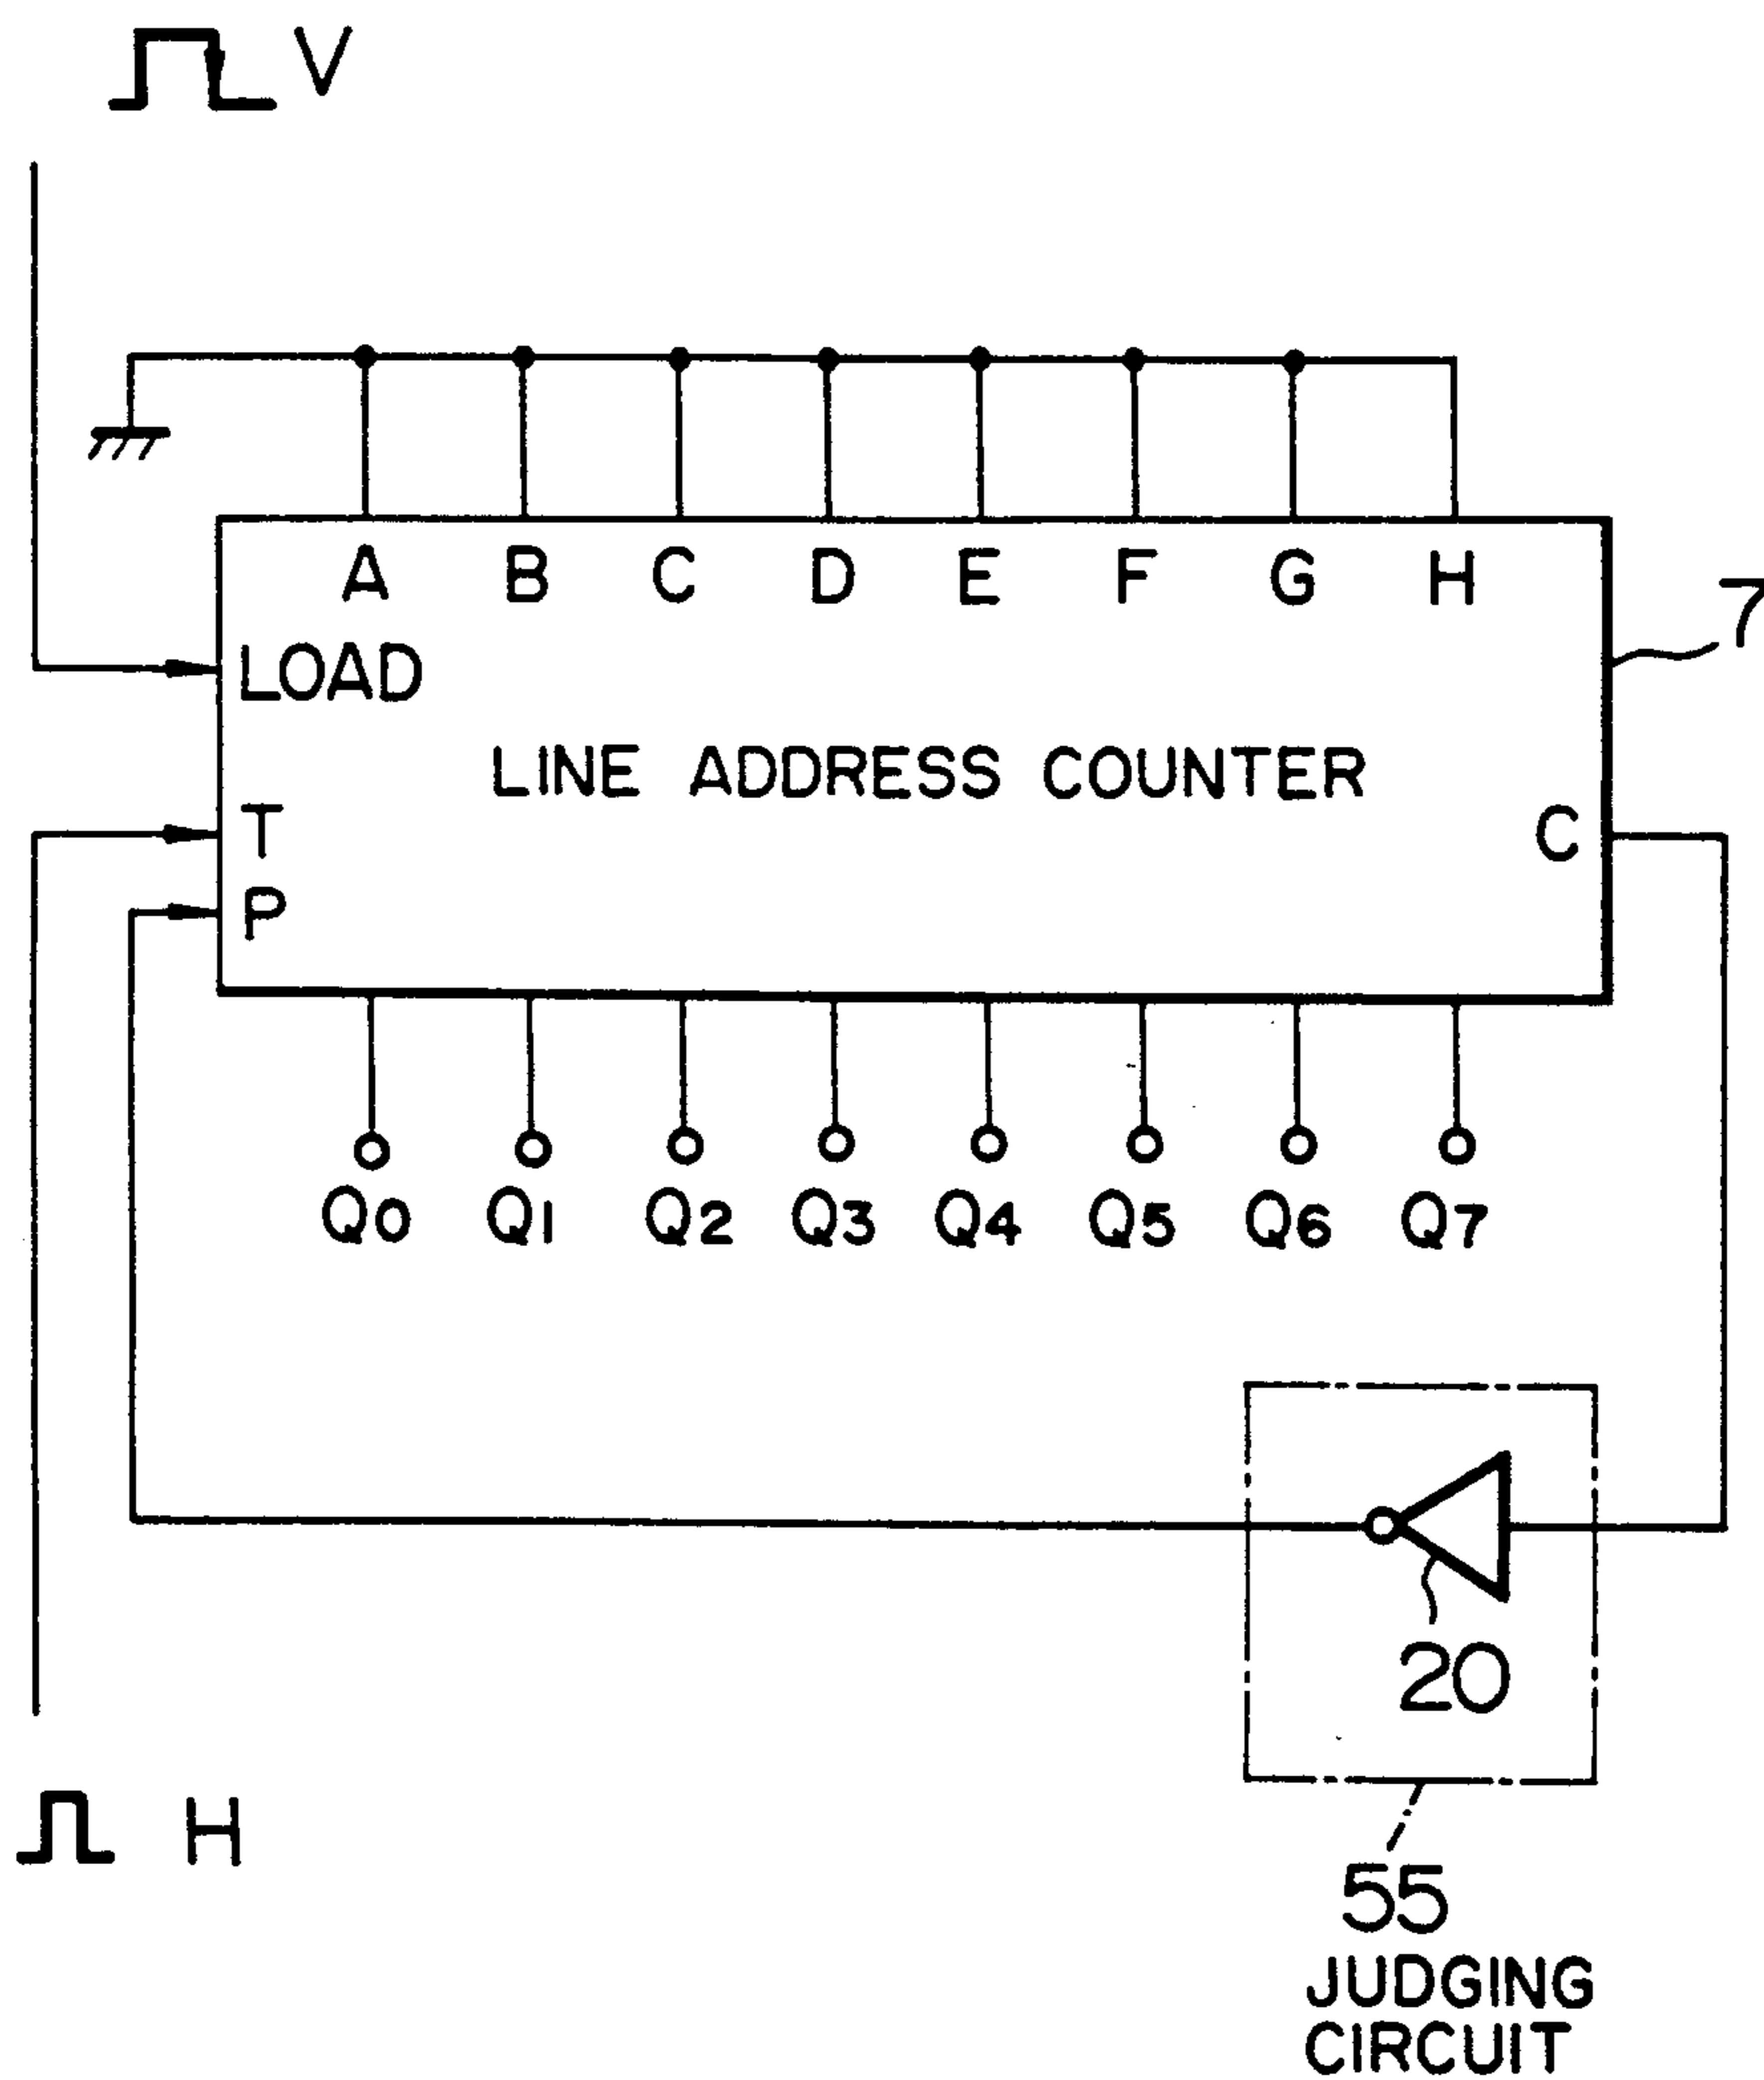 V
A B C D E F G H
7
LOAD
LINE ADDRESS COUNTER
T
C
P
Q0 Q1 Q2 Q3 Q4 Q5 Q6 Q7
20
H
55
JUDGING
CIRCUIT